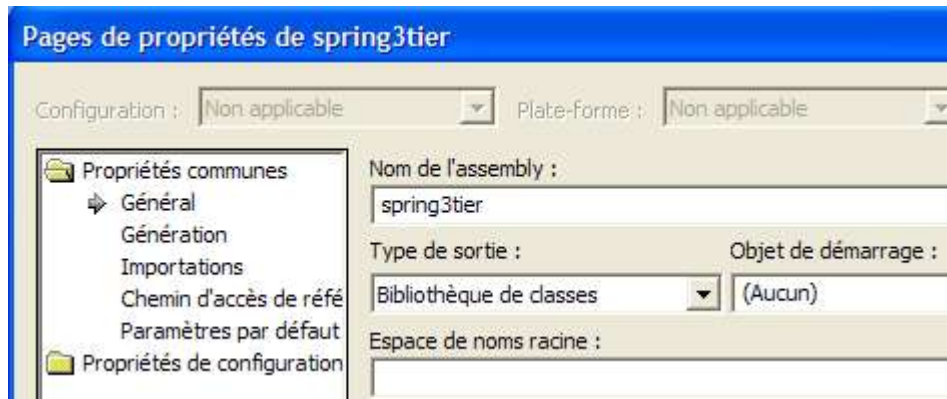 Pages de propriétés de spring3tier
Configuration : Non applicable Plate-forme : Non applicable
Propriétés communes
Général
Génération
Importations
Chemin d'accès de réfé
Paramètres par défaut
Propriétés de configuration
Nom de l'assembly :
spring3tier
Type de sortie : Objet de démarrage :
Bibliothèque de classes (Aucun)
Espace de noms racine :